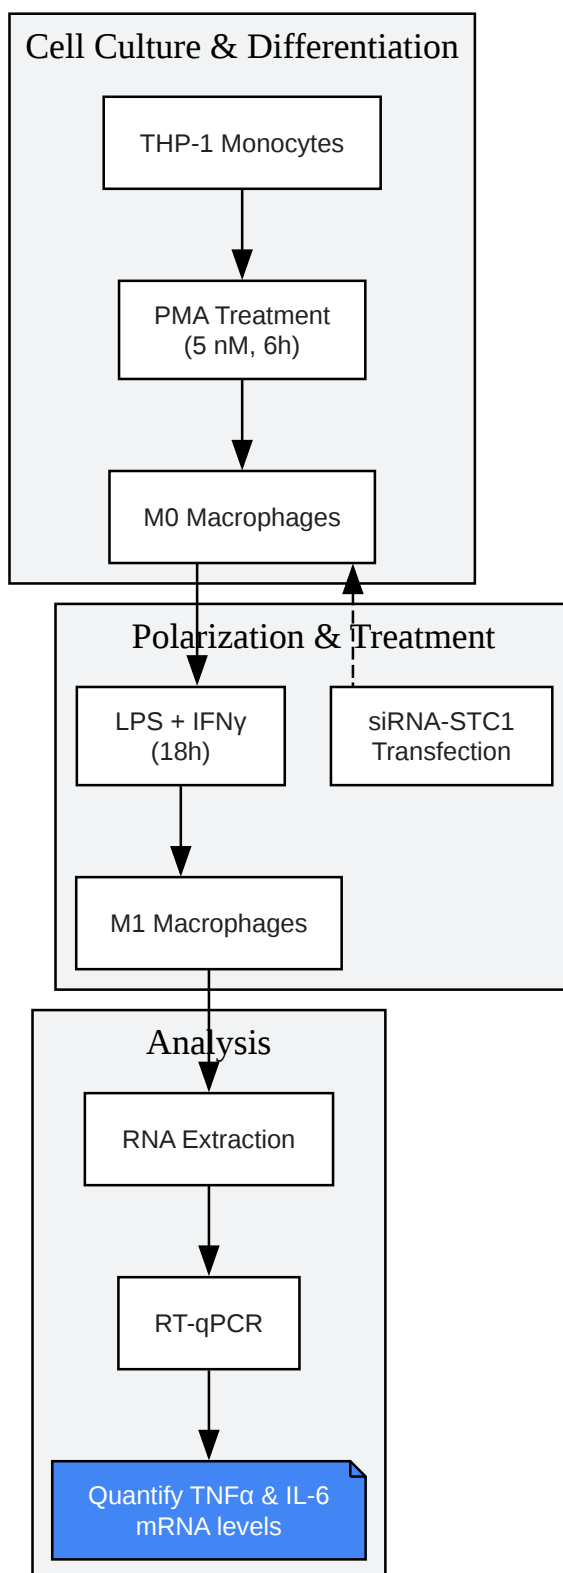 Cell Culture & Differentiation
THP-1 Monocytes
PMA Treatment
(5 nM, 6h)
M0 Macrophages
Polarization & Treatment
LPS + IFNγ
(18h)
siRNA-STC1
Transfection
M1 Macrophages
Analysis
RNA Extraction
RT-qPCR
Quantify TNFα & IL-6
mRNA levels